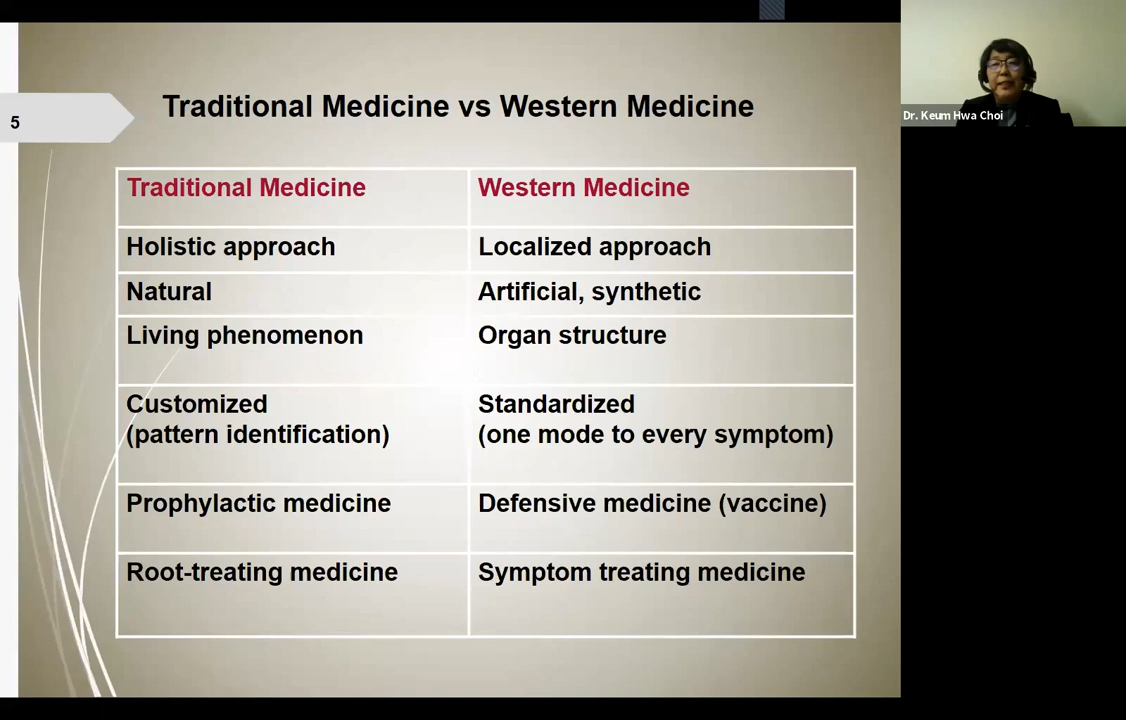 Traditional Medicine vs Western Medicine
5
Dr. Keum Hwa Choi
Traditional Medicine
Western Medicine
Holistic approach
Localized approach
Natural
Artificial, synthetic
Living phenomenon
Organ structure
Customized
(pattern identification)
Standardized
(one mode to every symptom)
Prophylactic medicine
Defensive medicine (vaccine)
Root-treating medicine
Symptom treating medicine